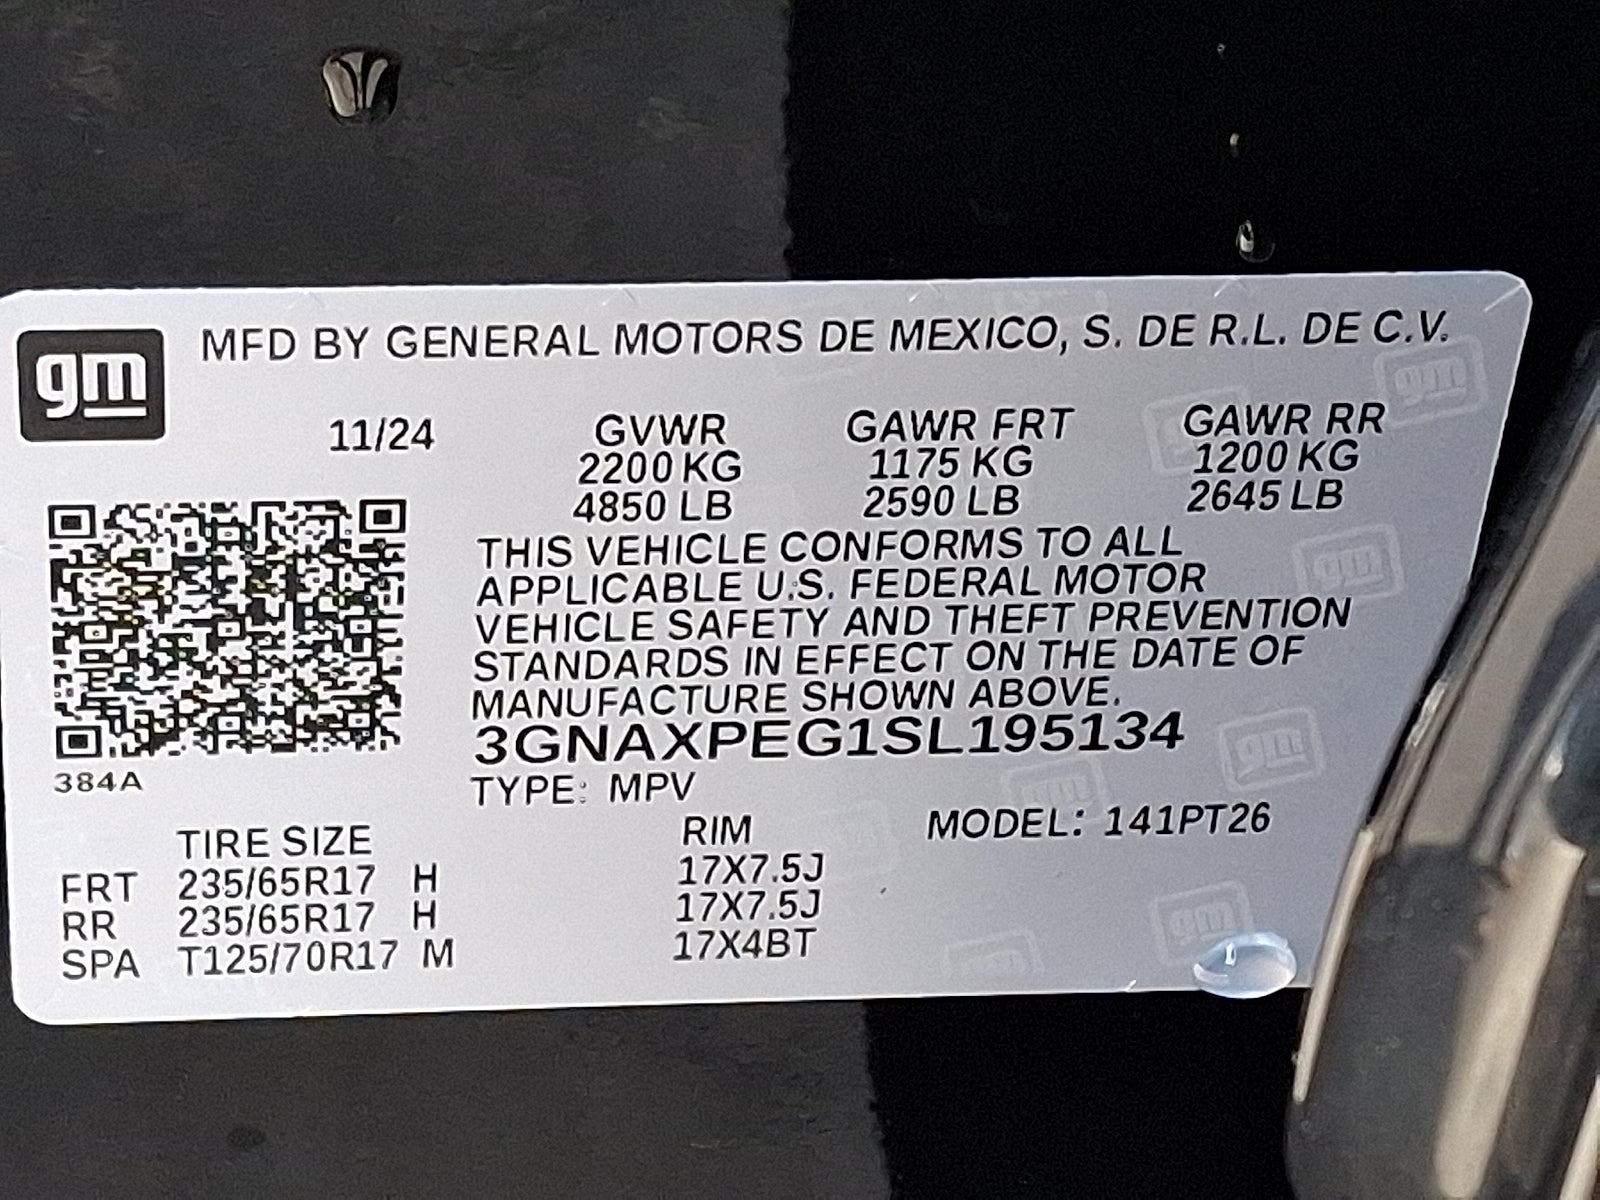 gm
MFD BY GENERAL MOTORS DE MEXICO, S. DE R.L. DE C.V.
11/24 GVWR GAWR FRT GAWR RR
2200 KG 1175 KG 1200 KG
4850 LB 2590 LB 2645 LB
THIS VEHICLE CONFORMS TO ALL
APPLICABLE U.S. FEDERAL MOTOR
VEHICLE SAFETY AND THEFT PREVENTION
STANDARDS IN EFFECT ON THE DATE OF
MANUFACTURE SHOWN ABOVE.
3GNAXPEG1SL195134
384A
TYPE: MPV
TIRE SIZE RIM MODEL: 141PT26
FRT 235/65R17 H 17X7.5J
RR 235/65R17 H 17X7.5J
SPA T125/70R17 M 17X4BT